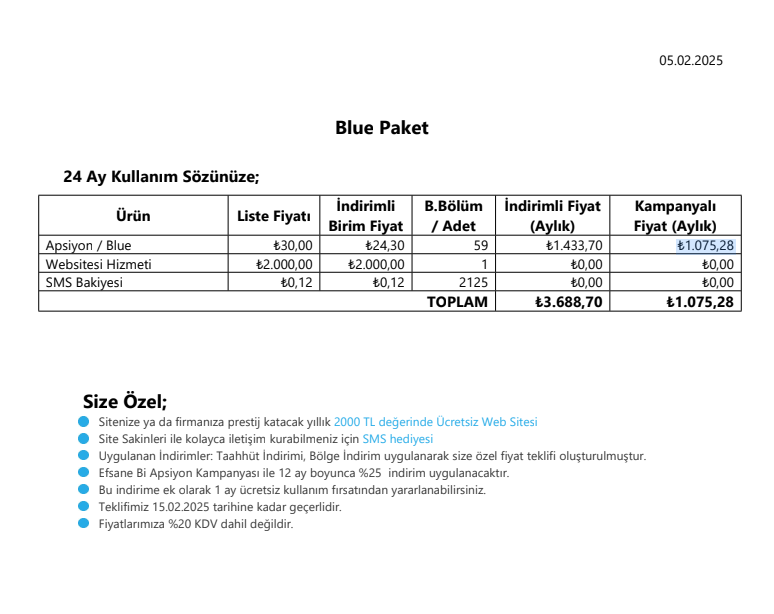 05.02.2025
Blue Paket
24 Ay Kullanım Sözünüze;
Ürün Liste Fiyatı İndirimli Birim Fiyat B.Bölüm / Adet İndirimli Fiyat (Aylık) Kampanyalı Fiyat (Aylık)
Apsiyon / Blue ₺30,00 ₺24,30 59 ₺1.433,70 ₺1.075,28
Websitesi Hizmeti ₺2.000,00 ₺2.000,00 1 ₺0,00 ₺0,00
SMS Bakiyesi ₺0,12 ₺0,12 2125 ₺0,00 ₺0,00
TOPLAM ₺3.688,70 ₺1.075,28
Size Özel;
Sitenize ya da firmanıza prestij katacak yıllık 2000 TL değerinde Ücretsiz Web Sitesi
Site Sakinleri ile kolayca iletişim kurabilmeniz için SMS hediyesi
Uygulanan İndirimler: Taahhüt İndirimi, Bölge İndirim uygulanarak size özel fiyat teklifi oluşturulmuştur.
Efsane Bi Apsiyon Kampanyası ile 12 ay boyunca %25 indirim uygulanacaktır.
Bu indirime ek olarak 1 ay ücretsiz kullanım fırsatından yararlanabilirsiniz.
Teklifimiz 15.02.2025 tarihine kadar geçerlidir.
Fiyatlarımıza %20 KDV dahil değildir.